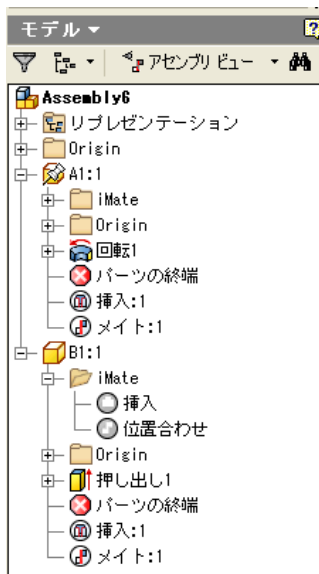 モデル
アセンブリ ビュー
Assembly6
リプレゼンテーション
Origin
A1:1
iMate
Origin
回転1
パーツの終端
挿入:1
メイト:1
B1:1
iMate
挿入
位置合わせ
Origin
押し出し1
パーツの終端
挿入:1
メイト:1